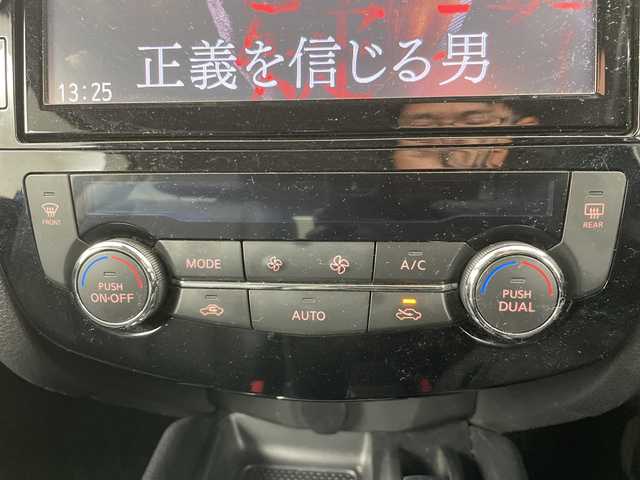 正義を信じる男
13:25
FRONT
REAR
MODE
A/C
PUSH
ON·OFF
PUSH
DUAL
AUTO